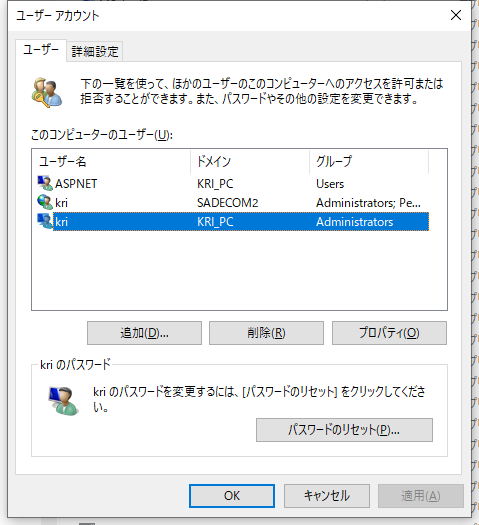 ユーザー アカウント
ユーザー 詳細設定
下の一覧を使って、ほかのユーザーのこのコンピューターへのアクセスを許可または
拒否することができます。また、パスワードやその他の設定を変更できます。
このコンピューターのユーザー(U):
ユーザー名 ドメイン グループ
ASPNET KRI_PC Users
kri SADECOM2 Administrators; Pe...
kri KRI_PC Administrators
追加(D)... 削除(R) プロパティ(O)
kri のパスワード
kri のパスワードを変更するには、[パスワードのリセット] をクリックしてくださ
い。
パスワードのリセット(P)...
OK キャンセル 適用(A)